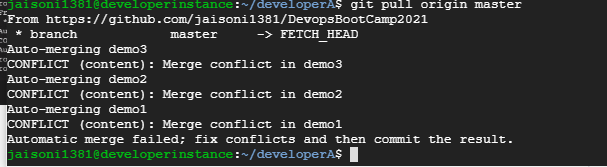 jaisoni1381@developerinstance:~/developerA$ git pull origin master
From https://github.com/jaisoni1381/DevopsBootCamp2021
 * branch            master     -> FETCH_HEAD
Auto-merging demo3
CONFLICT (content): Merge conflict in demo3
Auto-merging demo2
CONFLICT (content): Merge conflict in demo2
Auto-merging demo1
CONFLICT (content): Merge conflict in demo1
Automatic merge failed; fix conflicts and then commit the result.
jaisoni1381@developerinstance:~/developerA$